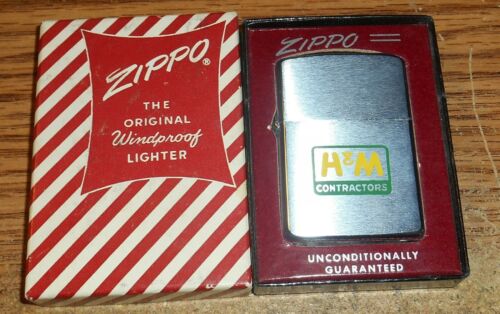 ZIPPO®
THE
ORIGINAL
Windproof
LIGHTER
ZIPPO
H&M
CONTRACTORS
UNCONDITIONALLY
GUARANTEED